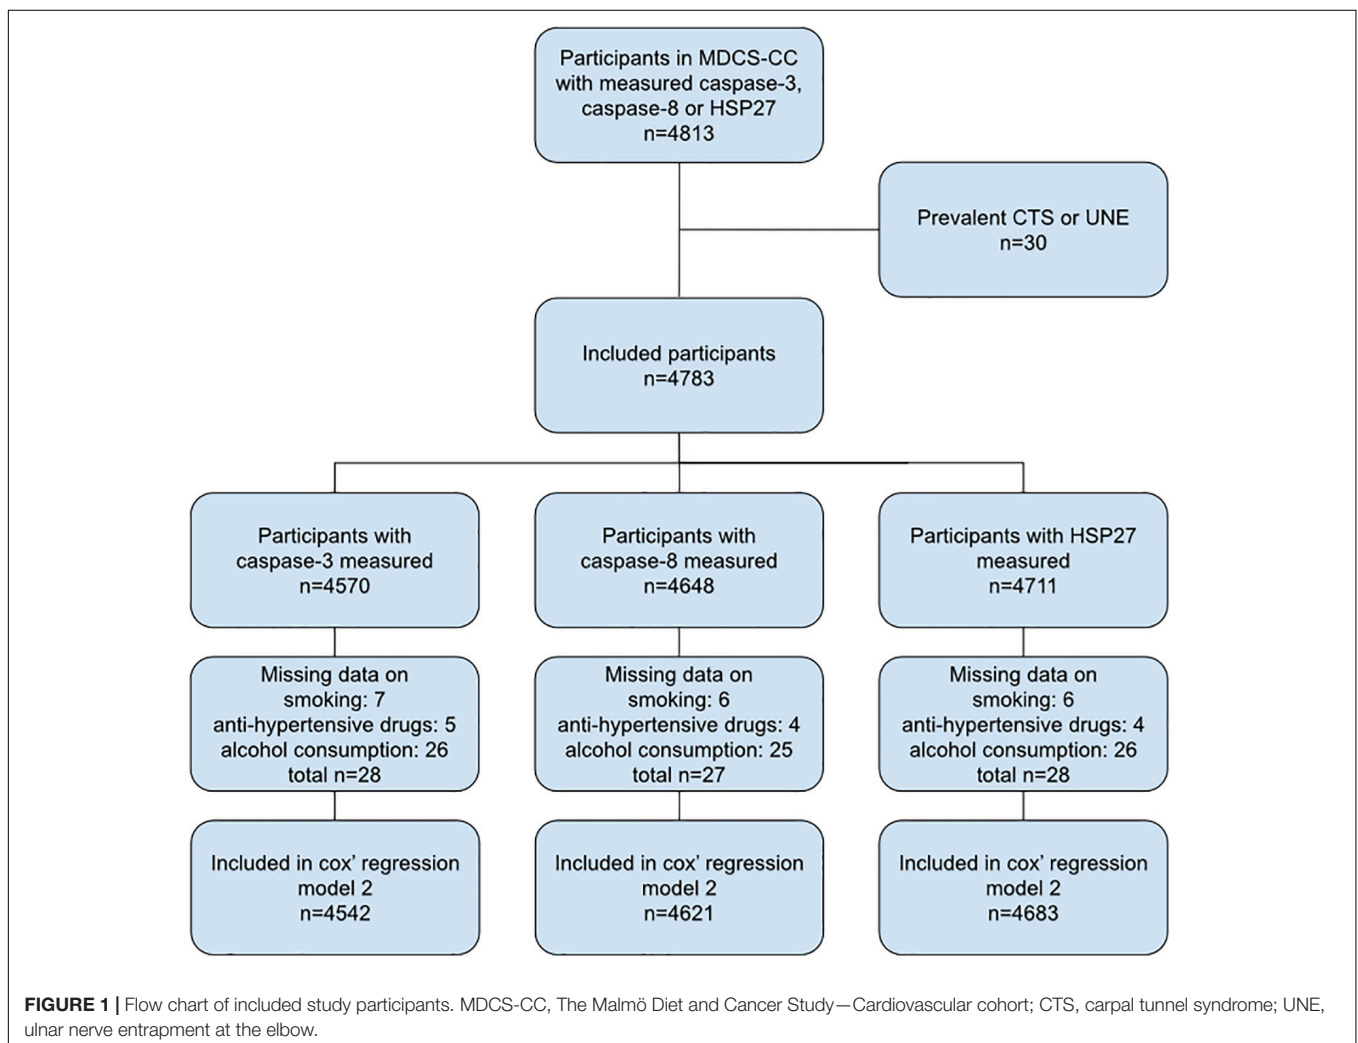 Participants in MDCS-CC
with measured caspase-3,
caspase-8 or HSP27
n=4813
Prevalent CTS or UNE
n=30
Included participants
n=4783
Participants with
caspase-3 measured
n=4570
Participants with
caspase-8 measured
n=4648
Participants with HSP27
measured
n=4711
Missing data on
smoking: 7
anti-hypertensive drugs: 5
alcohol consumption: 26
total n=28
Missing data on
smoking: 6
anti-hypertensive drugs: 4
alcohol consumption: 25
total n=27
Missing data on
smoking: 6
anti-hypertensive drugs: 4
alcohol consumption: 26
total n=28
Included in cox’ regression
model 2
n=4542
Included in cox’ regression
model 2
n=4621
Included in cox’ regression
model 2
n=4683
FIGURE 1 | Flow chart of included study participants. MDCS-CC, The Malmö Diet and Cancer Study—Cardiovascular cohort; CTS, carpal tunnel syndrome; UNE,
ulnar nerve entrapment at the elbow.